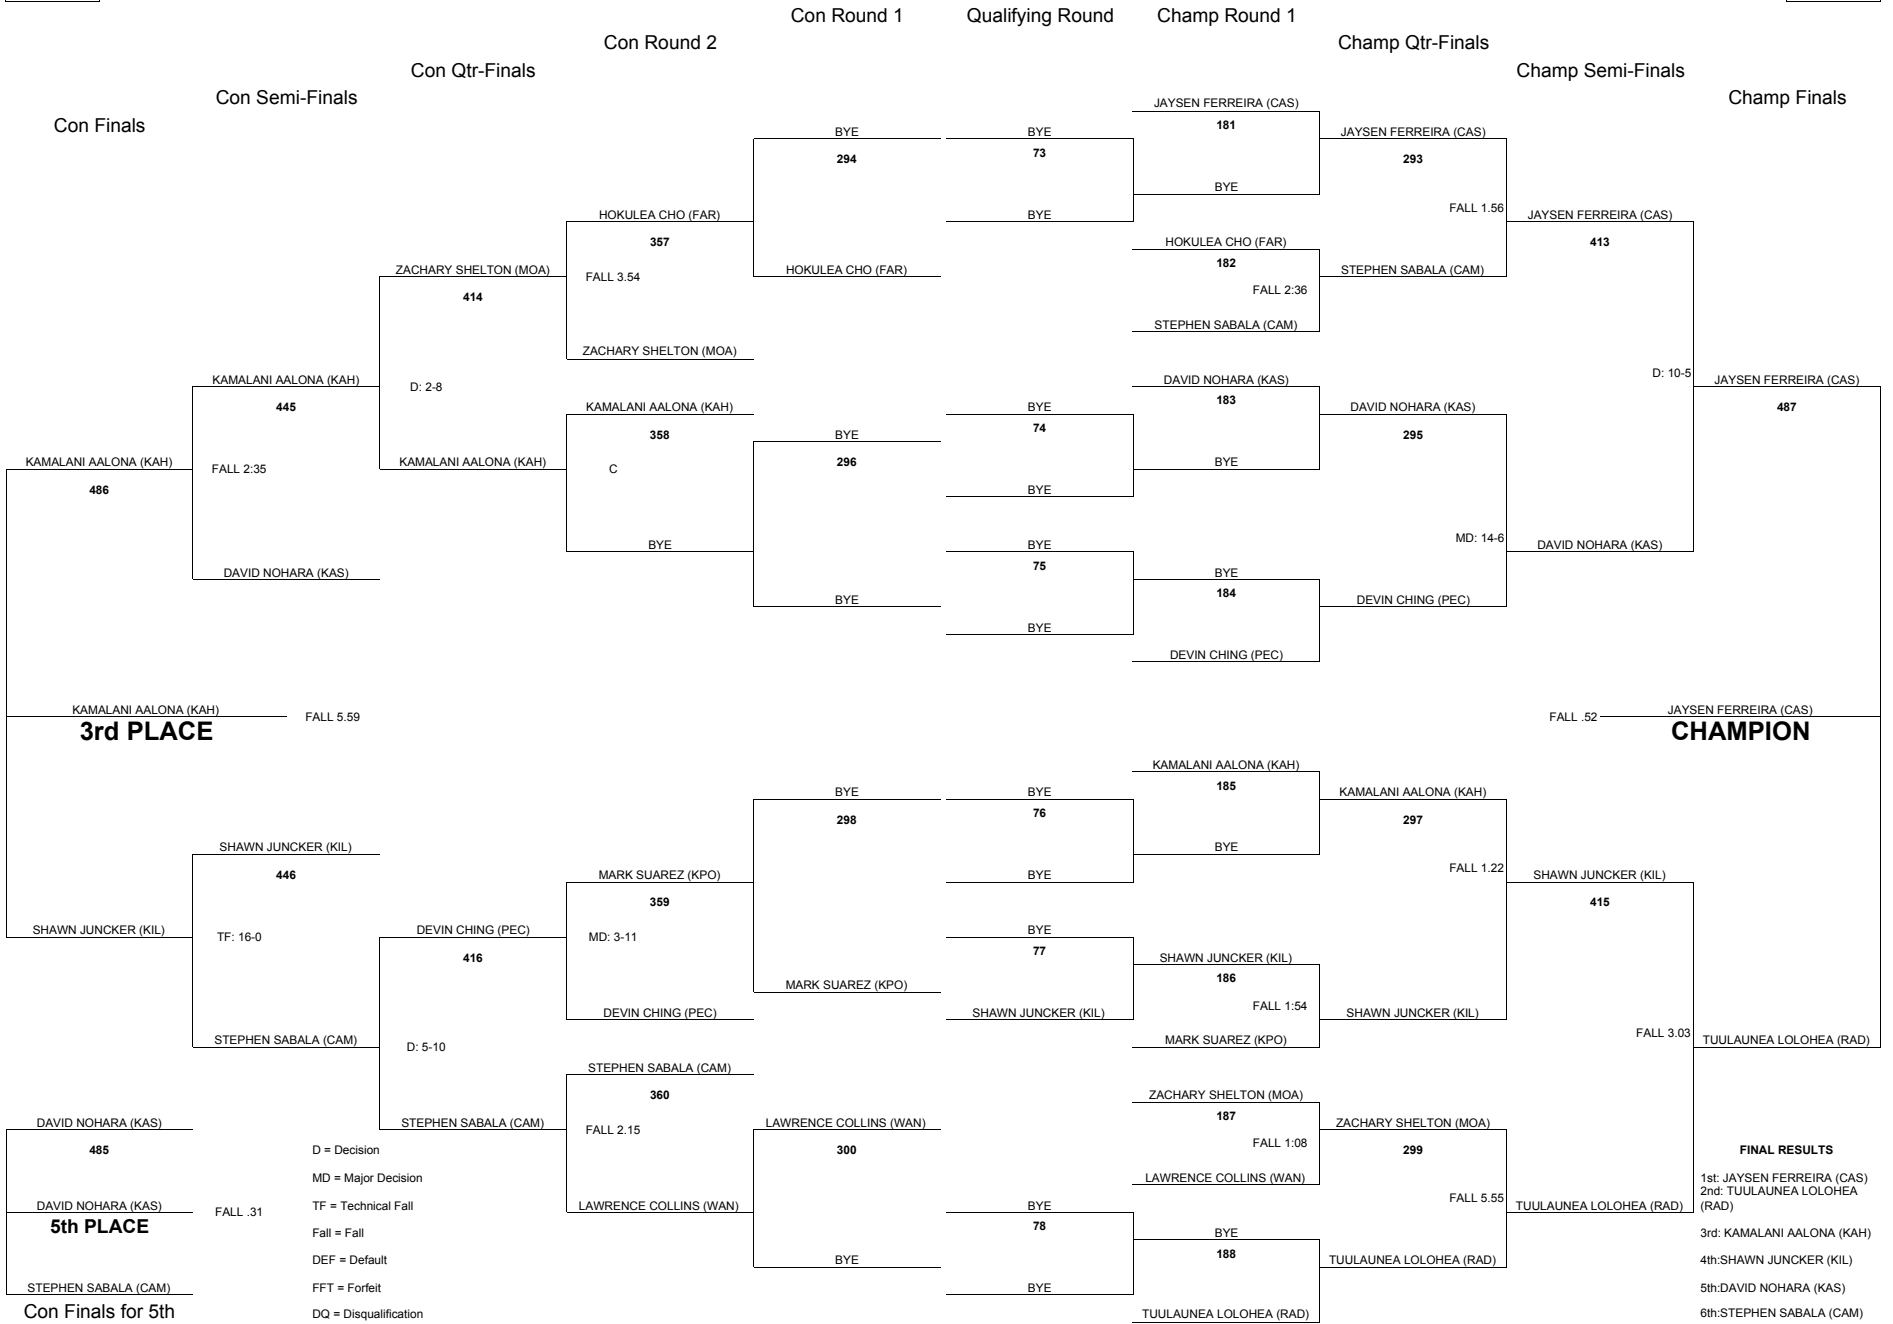 Con Round 1
Qualifying Round
Champ Round 1
Con Round 2
Champ Qtr-Finals
Con Qtr-Finals
Champ Semi-Finals
Con Semi-Finals
Champ Finals
Con Finals
JAYSEN FERREIRA (CAS)
181
BYE
BYE
JAYSEN FERREIRA (CAS)
294
73
293
BYE
FALL 1.56
HOKULEA CHO (FAR)
BYE
JAYSEN FERREIRA (CAS)
357
HOKULEA CHO (FAR)
413
182
ZACHARY SHELTON (MOA)
FALL 3.54
HOKULEA CHO (FAR)
STEPHEN SABALA (CAM)
414
FALL 2:36
STEPHEN SABALA (CAM)
ZACHARY SHELTON (MOA)
D: 10-5
KAMALANI AALONA (KAH)
D: 2-8
DAVID NOHARA (KAS)
JAYSEN FERREIRA (CAS)
445
KAMALANI AALONA (KAH)
BYE
183
DAVID NOHARA (KAS)
487
358
BYE
74
295
KAMALANI AALONA (KAH)
FALL 2:35
KAMALANI AALONA (KAH)
C
296
BYE
486
BYE
MD: 14-6
BYE
BYE
DAVID NOHARA (KAS)
75
DAVID NOHARA (KAS)
BYE
184
BYE
DEVIN CHING (PEC)
BYE
DEVIN CHING (PEC)
KAMALANI AALONA (KAH)
FALL 5.59
FALL .52
JAYSEN FERREIRA (CAS)
3rd PLACE
CHAMPION
KAMALANI AALONA (KAH)
185
BYE
BYE
KAMALANI AALONA (KAH)
298
76
297
SHAWN JUNCKER (KIL)
BYE
446
MARK SUAREZ (KPO)
BYE
FALL 1.22
SHAWN JUNCKER (KIL)
359
415
SHAWN JUNCKER (KIL)
TF: 16-0
DEVIN CHING (PEC)
MD: 3-11
BYE
416
77
SHAWN JUNCKER (KIL)
186
MARK SUAREZ (KPO)
FALL 1:54
DEVIN CHING (PEC)
SHAWN JUNCKER (KIL)
SHAWN JUNCKER (KIL)
STEPHEN SABALA (CAM)
D: 5-10
MARK SUAREZ (KPO)
FALL 3.03
TUULAUNEA LOLOHEA (RAD)
STEPHEN SABALA (CAM)
360
ZACHARY SHELTON (MOA)
187
DAVID NOHARA (KAS)
STEPHEN SABALA (CAM)
FALL 2.15
LAWRENCE COLLINS (WAN)
ZACHARY SHELTON (MOA)
485
D = Decision
300
FALL 1:08
299
FINAL RESULTS
MD = Major Decision
LAWRENCE COLLINS (WAN)
1st: JAYSEN FERREIRA (CAS)
2nd: TUULAUNEA LOLOHEA
(RAD)
DAVID NOHARA (KAS)
FALL .31
TF = Technical Fall
LAWRENCE COLLINS (WAN)
BYE
FALL 5.55
TUULAUNEA LOLOHEA (RAD)
5th PLACE
78
Fall = Fall
BYE
3rd: KAMALANI AALONA (KAH)
188
DEF = Default
BYE
TUULAUNEA LOLOHEA (RAD)
4th:SHAWN JUNCKER (KIL)
STEPHEN SABALA (CAM)
FFT = Forfeit
BYE
5th:DAVID NOHARA (KAS)
Con Finals for 5th
DQ = Disqualification
TUULAUNEA LOLOHEA (RAD)
6th:STEPHEN SABALA (CAM)